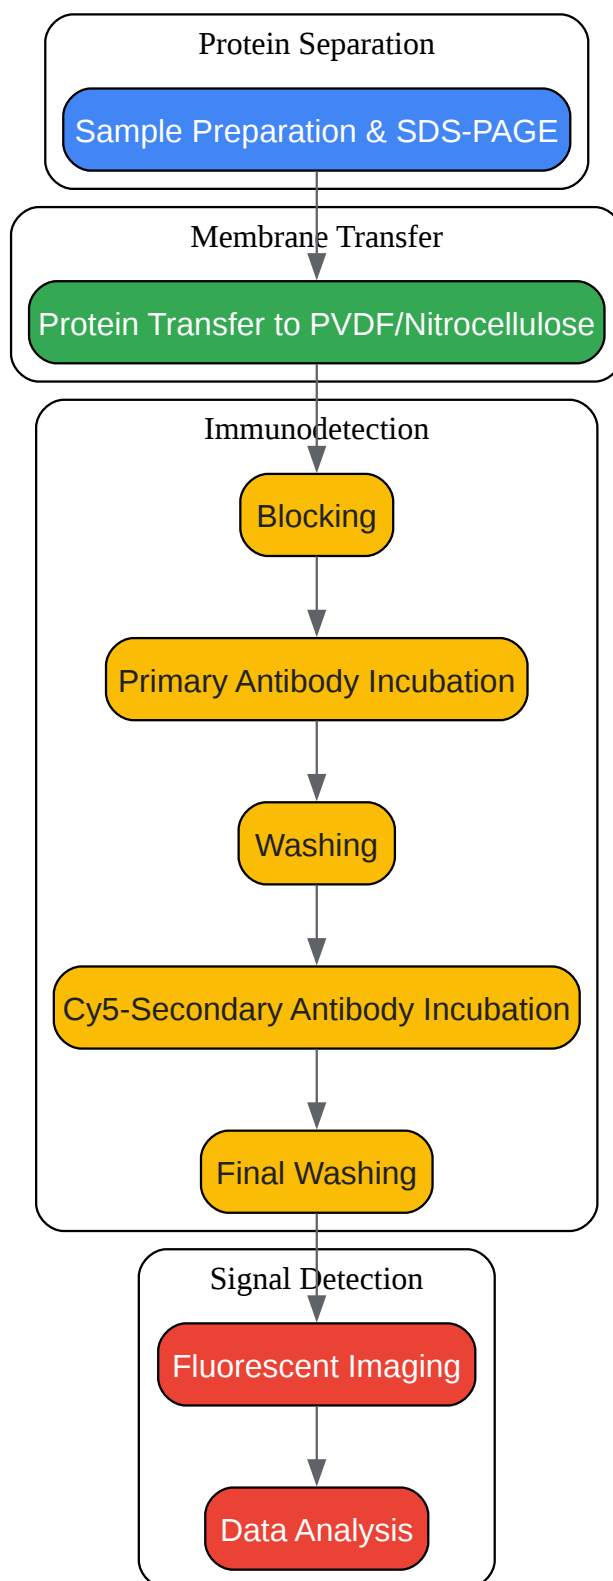 Protein Separation
Sample Preparation & SDS-PAGE
Membrane Transfer
Protein Transfer to PVDF/Nitrocellulose
Immunodetection
Blocking
Primary Antibody Incubation
Washing
Cy5-Secondary Antibody Incubation
Final Washing
Signal Detection
Fluorescent Imaging
Data Analysis